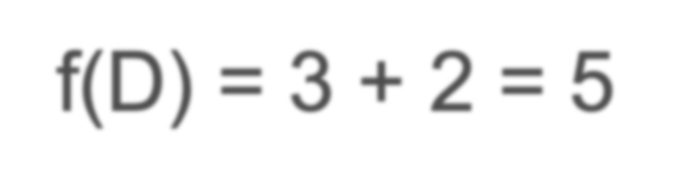 f(D) = 3 + 2 = 5